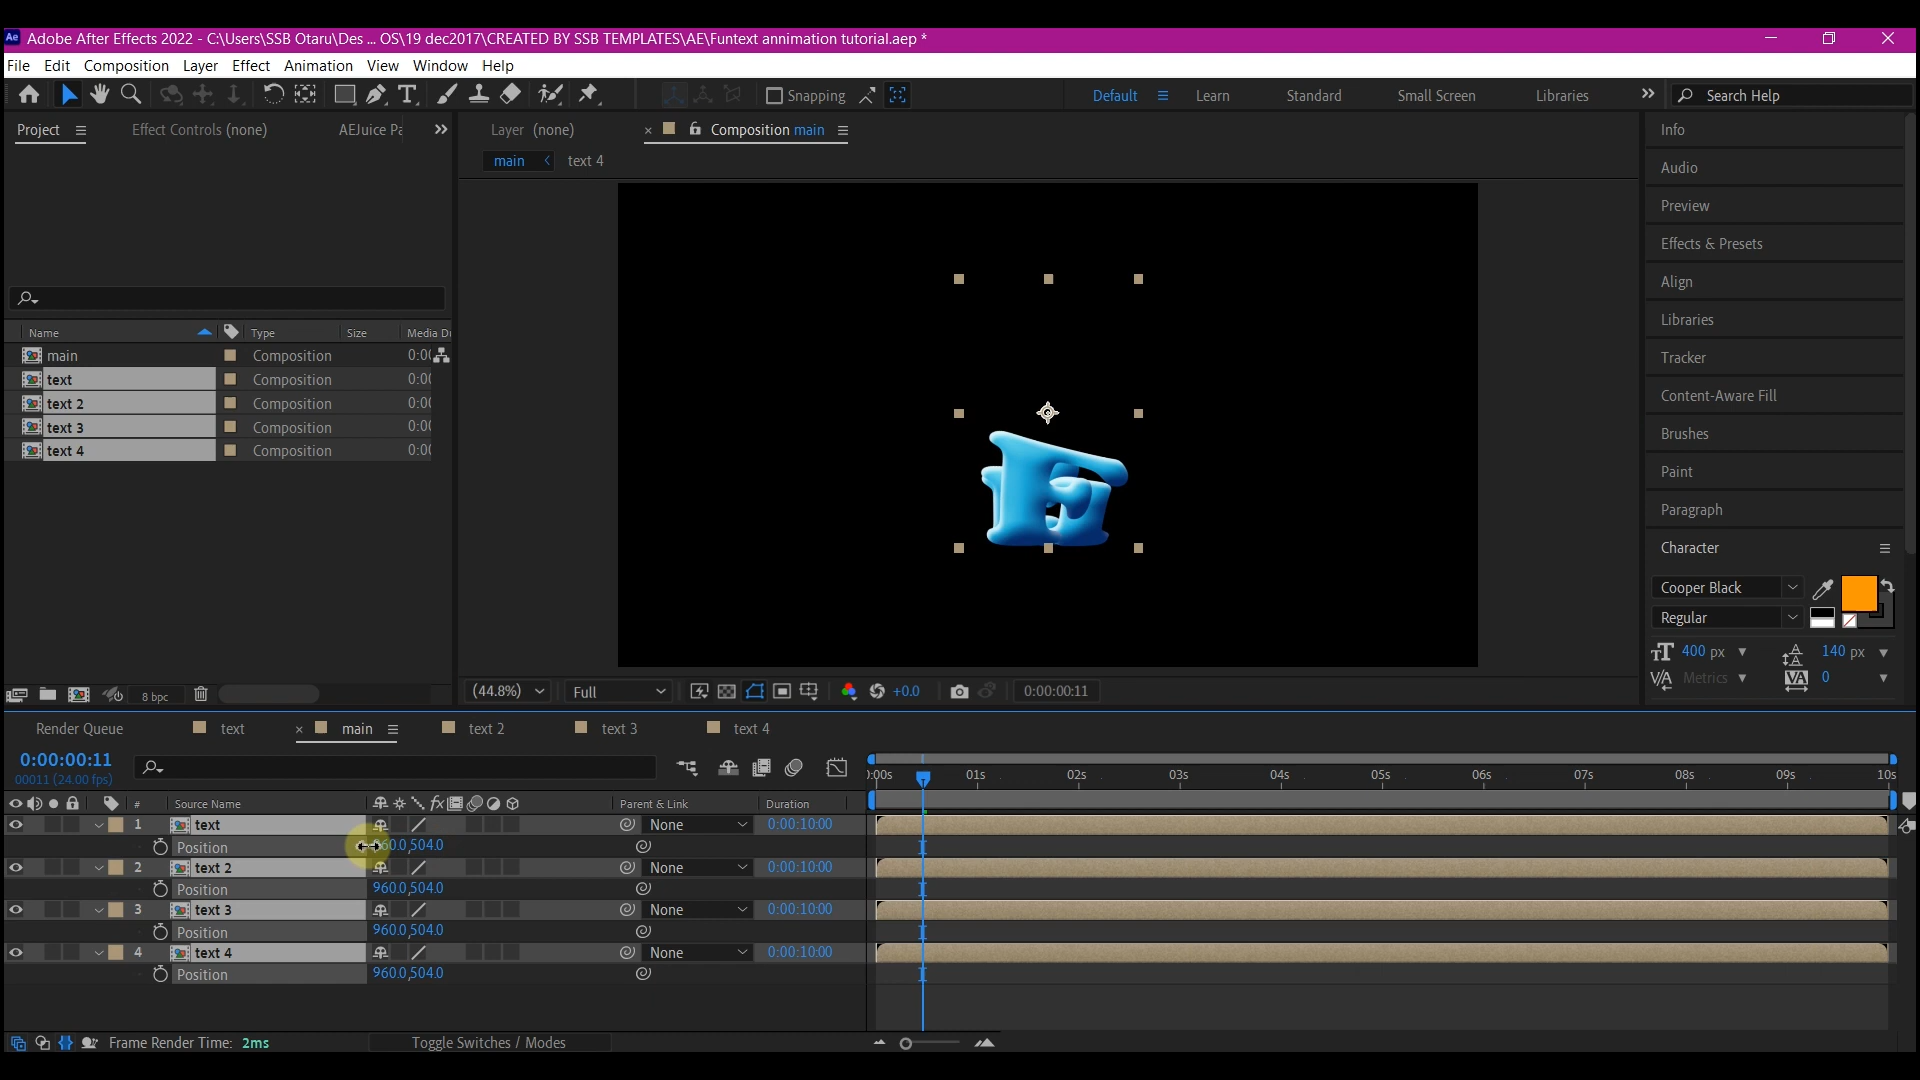 Ae Adobe After Effects 2022 - C:\Users\SSB Otaru\Des ... OS\19 dec2017\CREATED BY SSB TEMPLATES\AE\Funtext annimation tutorial.aep *
File Edit Composition Layer Effect Animation View Window Help
Snapping Default Learn Standard Small Screen Libraries Search Help
Project Effect Controls (none) AEJuice Pa Layer (none) Composition main Info
main text 4
Audio
Preview
Effects & Presets
Align
Libraries
Tracker
Content-Aware Fill
Brushes
Paint
Paragraph
Character
Cooper Black
Regular
400 px 140 px
Metrics 0
Name Type Size Media Du
main Composition 0:00
text Composition 0:00
text 2 Composition 0:00
text 3 Composition 0:00
text 4 Composition 0:00
F
8 bpc (44.8%) Full +0.0 0:00:00:11
Render Queue text main text 2 text 3 text 4
0:00:00:11
00011 (24.00 fps)
):00s 01s 02s 03s 04s 05s 06s 07s 08s 09s 10s
# Source Name Parent & Link Duration
1 text None 0:00:10:00
Position 960.0,504.0
2 text 2 None 0:00:10:00
Position 960.0,504.0
3 text 3 None 0:00:10:00
Position 960.0,504.0
4 text 4 None 0:00:10:00
Position 960.0,504.0
Frame Render Time: 2ms Toggle Switches / Modes